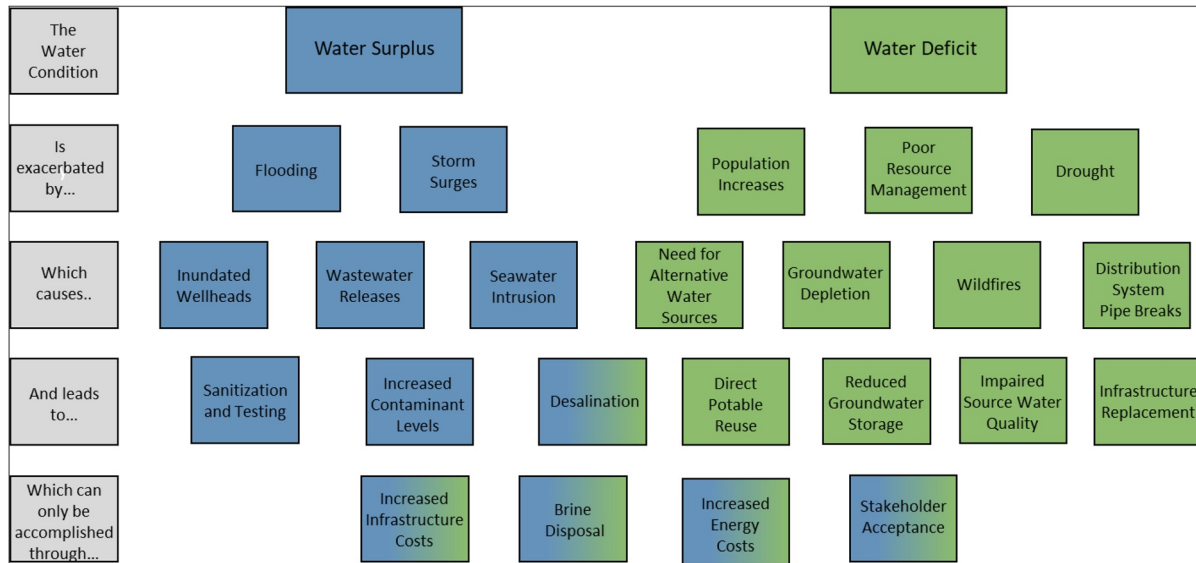 The
Water
Condition
Water Surplus
Water Deficit
Is
exacerbated
by...
Flooding
Storm
Surges
Population
Increases
Poor
Resource
Management
Drought
Which
causes..
Inundated
Wellheads
Wastewater
Releases
Seawater
Intrusion
Need for
Alternative
Water
Sources
Groundwater
Depletion
Wildfires
Distribution
System
Pipe Breaks
And leads
to...
Sanitization
and Testing
Increased
Contaminant
Levels
Desalination
Direct
Potable
Reuse
Reduced
Groundwater
Storage
Impaired
Source Water
Quality
Infrastructure
Replacement
Which can
only be
accomplished
through...
Increased
Infrastructure
Costs
Brine
Disposal
Increased
Energy
Costs
Stakeholder
Acceptance